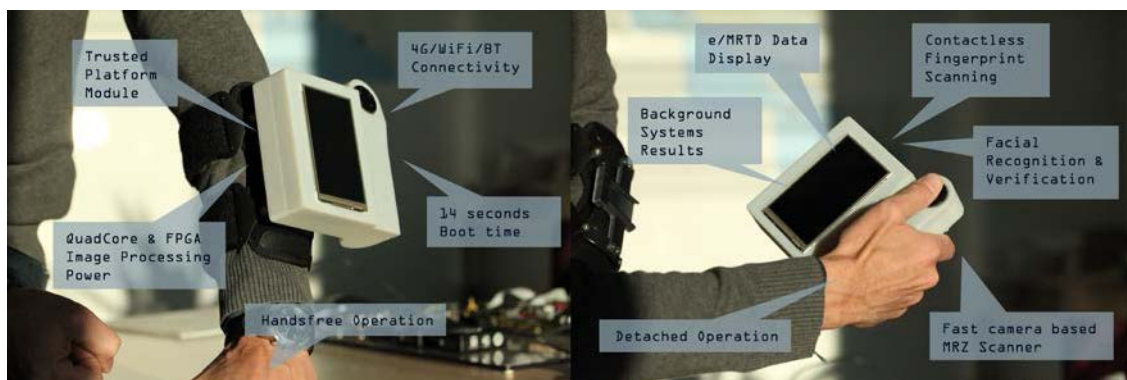 Trusted
Platform
Module
4G/WiFi/BT
Connectivity
QuadCore & FPGA
Image Processing
Power
14 seconds
Boot time
Handsfree Operation
e/MRTD Data
Display
Contactless
Fingerprint
Scanning
Background
Systems
Results
Facial
Recognition &
Verification
Detached Operation
Fast camera based
MRZ Scanner